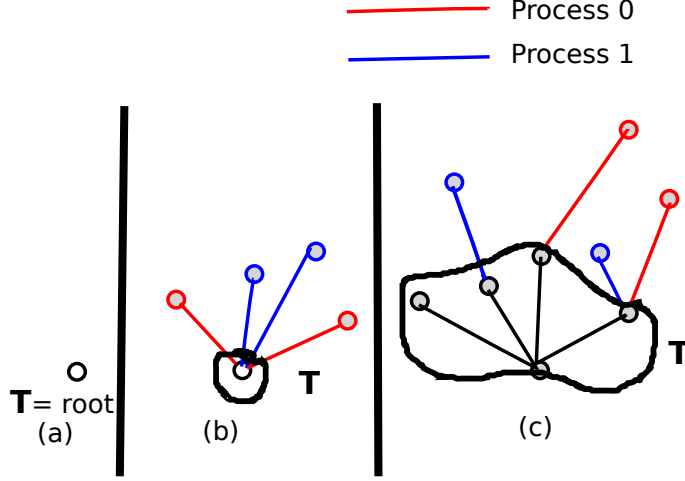 Process 0
Process 1
T= root
(a)
T
(b)
T
(c)